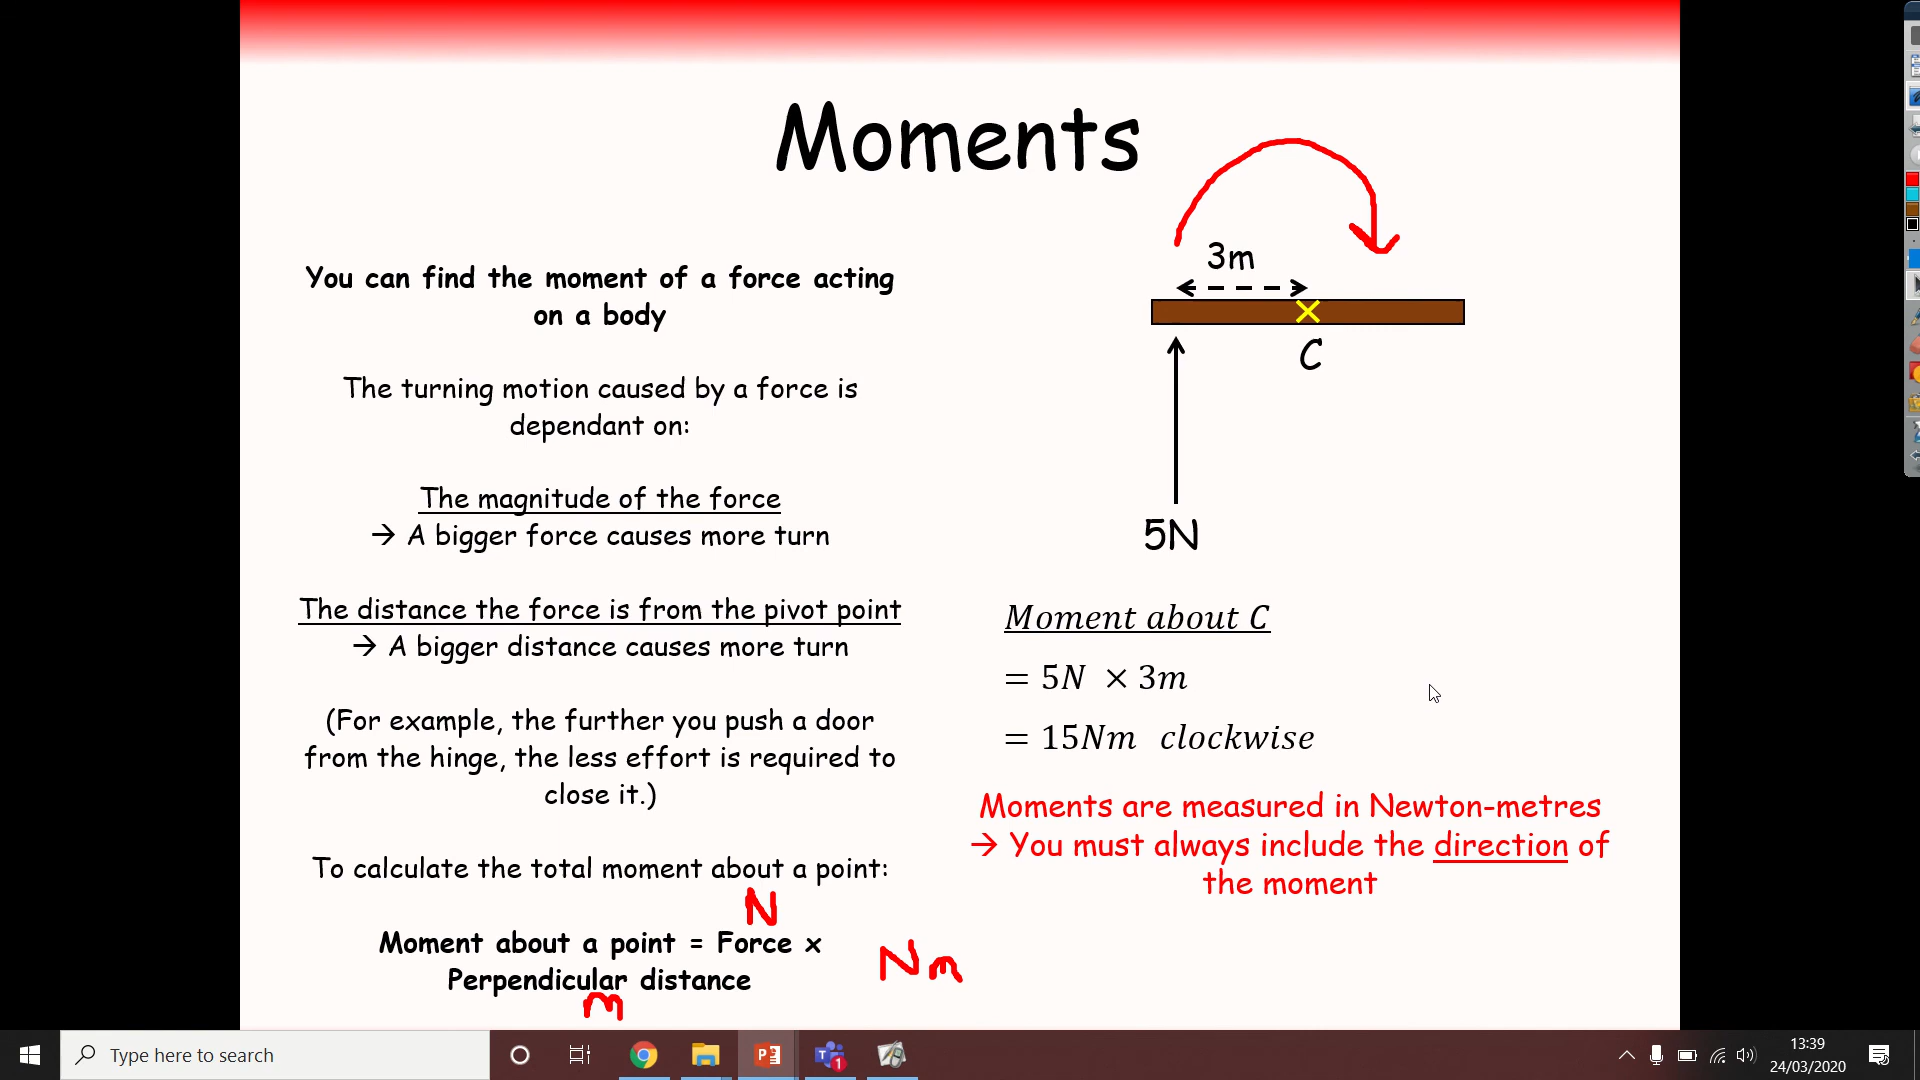 Moments
You can find the moment of a force acting
on a body
The turning motion caused by a force is
dependant on:
The magnitude of the force
→ A bigger force causes more turn
The distance the force is from the pivot point
→ A bigger distance causes more turn
(For example, the further you push a door
from the hinge, the less effort is required to
close it.)
To calculate the total moment about a point:
N
Moment about a point = Force x
Perpendicular distance
m
Nm
3m
C
5N
Moment about C
= 5N × 3m
= 15Nm clockwise
Moments are measured in Newton-metres
→ You must always include the direction of
the moment
Type here to search
1
13:39
24/03/2020